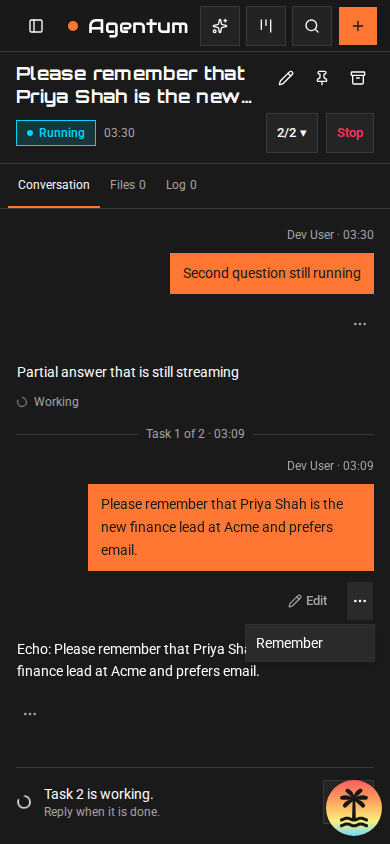 Agentum
Please remember that
Priya Shah is the new…
Running
03:30
2/2 ▾
Stop
Conversation
Files 0
Log 0
Dev User · 03:30
Second question still running
Partial answer that is still streaming
Working
Task 1 of 2 · 03:09
Dev User · 03:09
Please remember that Priya Shah is the
new finance lead at Acme and prefers
email.
Edit
Remember
Echo: Please remember that Priya
finance lead at Acme and prefers email.
Task 2 is working.
Reply when it is done.